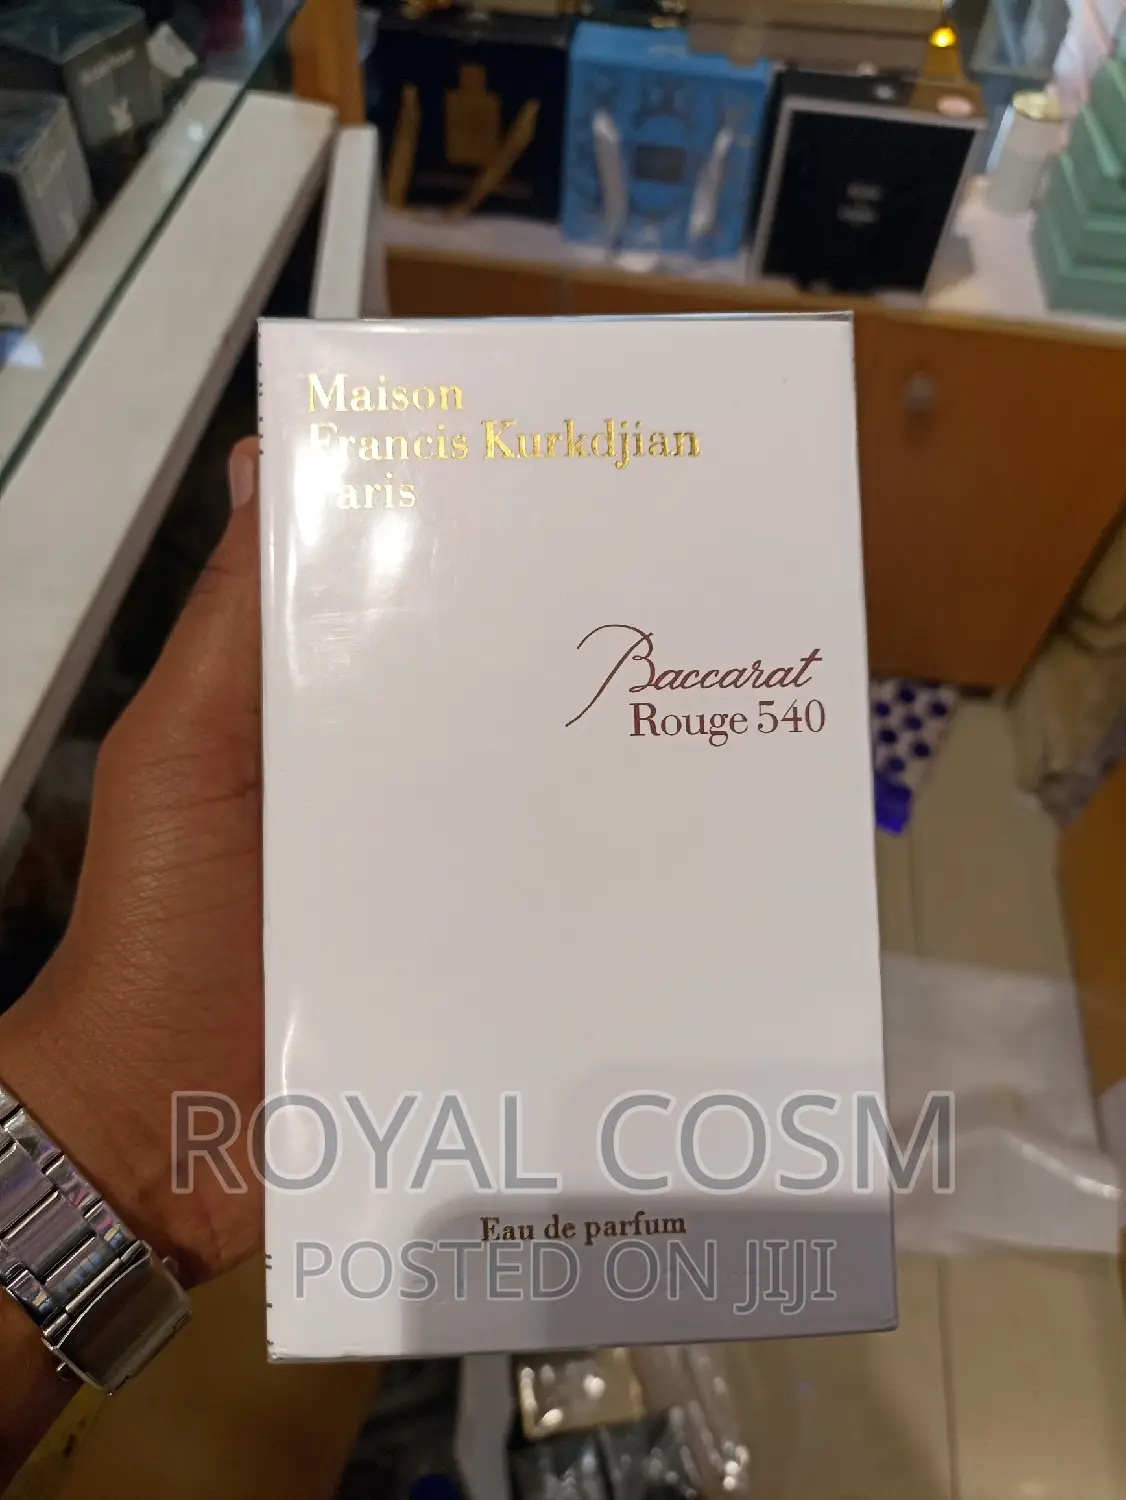 Maison
Francis Kurkdjian
Paris
Baccarat
Rouge 540
ROYAL COSM
Eau de parfum
POSTED ON JIJI